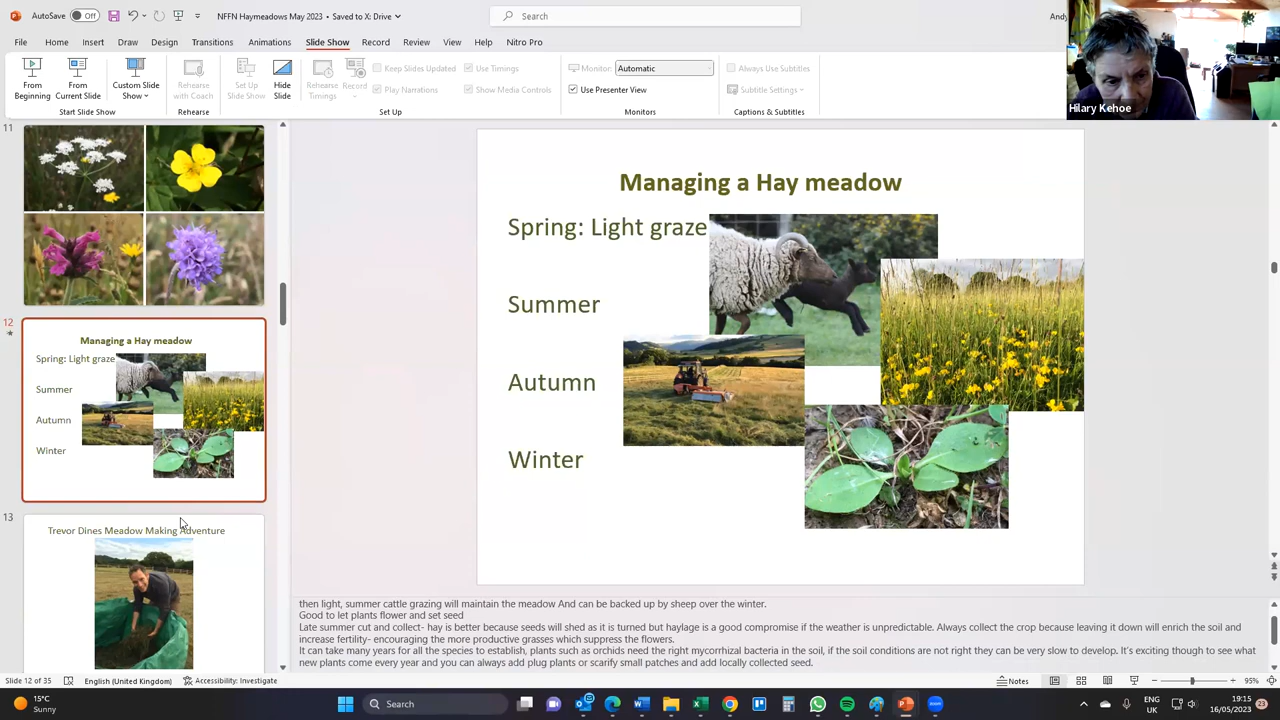 AutoSave
Off
NFFN Haymeadows May 2023 • Saved to X: Drive
Search
Andy
File
Home
Insert
Draw
Design
Transitions
Animations
Slide Show
Record
Review
View
Help
Nitro Pro
From Beginning
From Current Slide
Custom Slide Show
Start Slide Show
Rehearse with Coach
Rehearse
Set Up Slide Show
Hide Slide
Rehearse Timings
Record
Keep Slides Updated
Play Narrations
Use Timings
Show Media Controls
Set Up
Monitor:
Automatic
Use Presenter View
Monitors
Always Use Subtitles
Subtitle Settings
Captions & Subtitles
Hilary Kehoe
11
12
Managing a Hay meadow
Spring: Light graze
Summer
Autumn
Winter
13
Trevor Dines Meadow Making Adventure
Managing a Hay meadow
Spring: Light graze
Summer
Autumn
Winter
then light, summer cattle grazing will maintain the meadow And can be backed up by sheep over the winter.
Good to let plants flower and set seed
Late summer cut and collect- hay is better because seeds will shed as it is turned but haylage is a good compromise if the weather is unpredictable. Always collect the crop because leaving it down will enrich the soil and
increase fertility- encouraging the more productive grasses which suppress the flowers.
It can take many years for all the species to establish, plants such as orchids need the right mycorrhizal bacteria in the soil, if the soil conditions are not right they can be very slow to develop. It's exciting though to see what
new plants come every year and you can always add plug plants or scarify small patches and add locally collected seed.
Slide 12 of 35
English (United Kingdom)
Accessibility: Investigate
Notes
95%
15°C
Sunny
Search
ENG
UK
19:15
16/05/2023
23